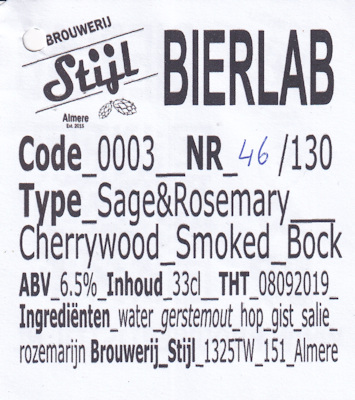 BROUWERIJ
Stijl
Almere
Est. 2015
BIERLAB
Code_0003__NR_46/130
Type_Sage&Rosemary___
Cherrywood_Smoked_Bock
ABV_6.5%_Inhoud_33cl__THT_08092019_
Ingrediënten_water_gerstemout_hop_gist_salie_
rozemarijn Brouwerij_Stijl_1325TW_151_Almere